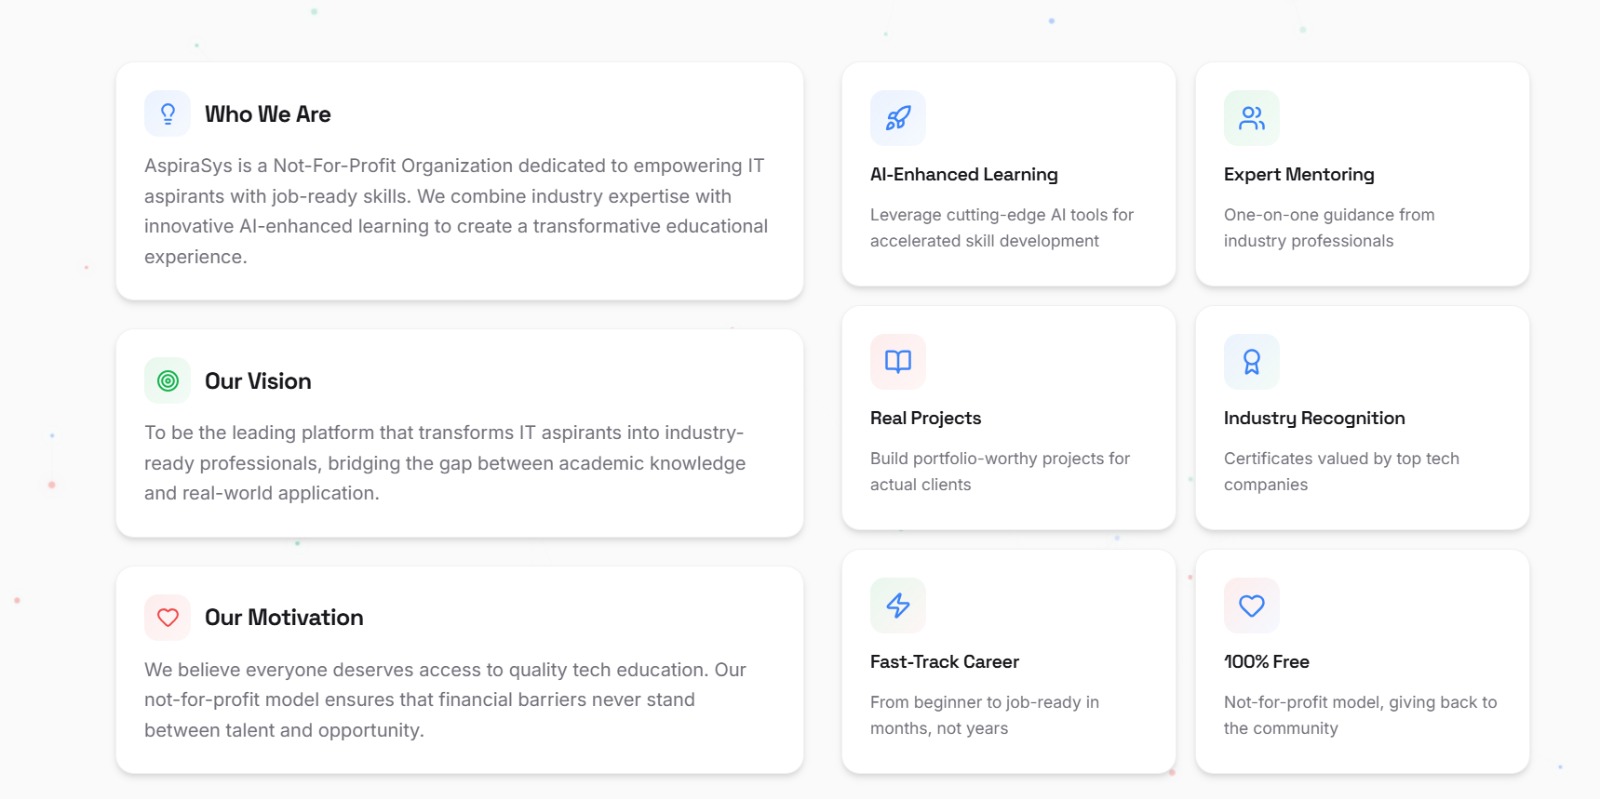 Who We Are
AspiraSys is a Not-For-Profit Organization dedicated to empowering IT
aspirants with job-ready skills. We combine industry expertise with
innovative AI-enhanced learning to create a transformative educational
experience.
Our Vision
To be the leading platform that transforms IT aspirants into industry-
ready professionals, bridging the gap between academic knowledge
and real-world application.
Our Motivation
We believe everyone deserves access to quality tech education. Our
not-for-profit model ensures that financial barriers never stand
between talent and opportunity.
AI-Enhanced Learning
Leverage cutting-edge AI tools for
accelerated skill development
Expert Mentoring
One-on-one guidance from
industry professionals
Real Projects
Build portfolio-worthy projects for
actual clients
Industry Recognition
Certificates valued by top tech
companies
Fast-Track Career
From beginner to job-ready in
months, not years
100% Free
Not-for-profit model, giving back to
the community